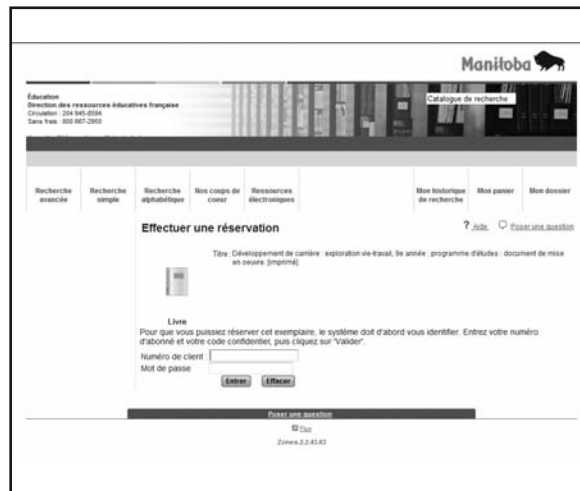 Manitoba
Éducation
Direction des ressources éducatives française
Circulation : 204 945-8594
Sans frais : 800 667-2950
Catalogue de recherche
Recherche avancée
Recherche simple
Recherche alphabétique
Nos coups de coeur
Ressources électroniques
Mon historique de recherche
Mon panier
Mon dossier
Effectuer une réservation
? Aide Poser une question
Titre : Développement de carrière : exploration vie-travail, 9e année : programme d'études : document de mise
en oeuvre [imprimé]
Livre
Pour que vous puissiez réserver cet exemplaire, le système doit d'abord vous identifier. Entrez votre numéro
d'abonné et votre code confidentiel, puis cliquez sur 'Valider'.
Numéro de client :
Mot de passe
Entrer Effacer
Poser une question
Flux